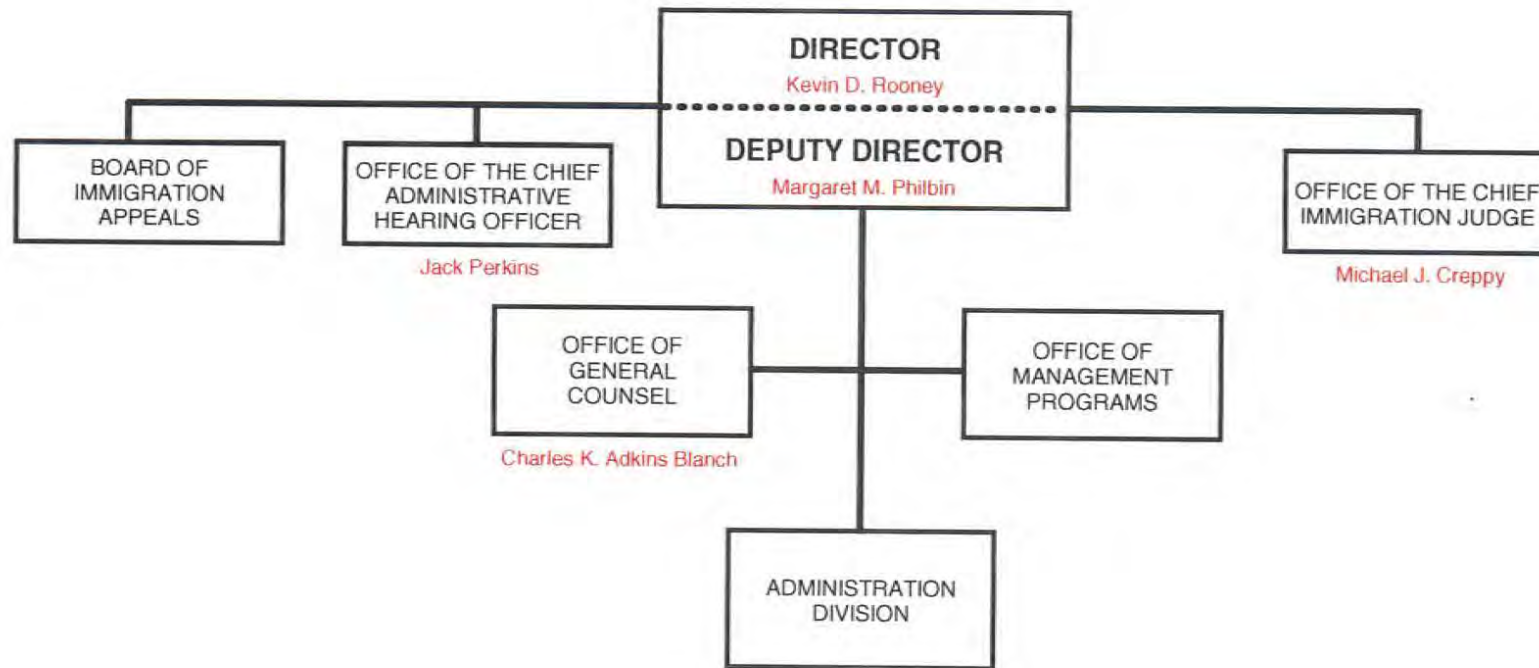 DIRECTOR
Kevin D. Rooney
DEPUTY DIRECTOR
Margaret M. Philbin
BOARD OF
IMMIGRATION
APPEALS
OFFICE OF THE CHIEF
ADMINISTRATIVE
HEARING OFFICER
Jack Perkins
OFFICE OF THE CHIEF
IMMIGRATION JUDGE
Michael J. Creppy
OFFICE OF
GENERAL
COUNSEL
Charles K. Adkins Blanch
OFFICE OF
MANAGEMENT
PROGRAMS
ADMINISTRATION
DIVISION